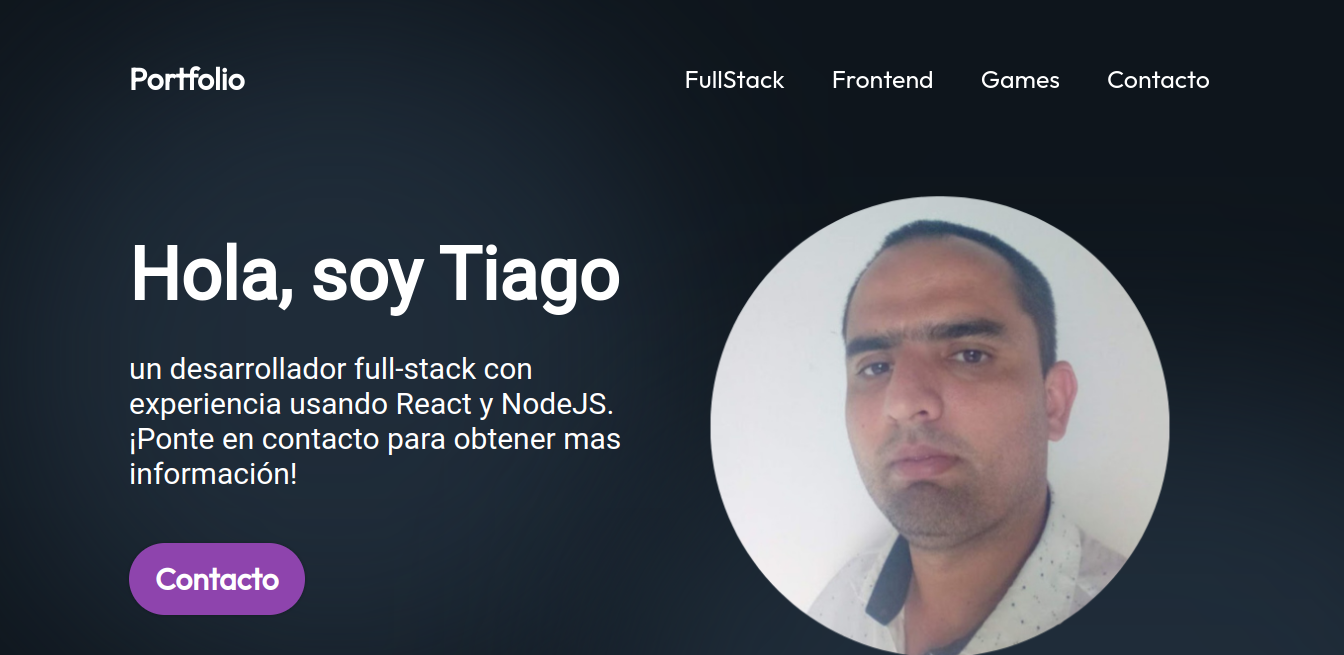 Portfolio
FullStack Frontend Games Contacto
Hola, soy Tiago
un desarrollador full-stack con
experiencia usando React y NodeJS.
¡Ponte en contacto para obtener mas
información!
Contacto